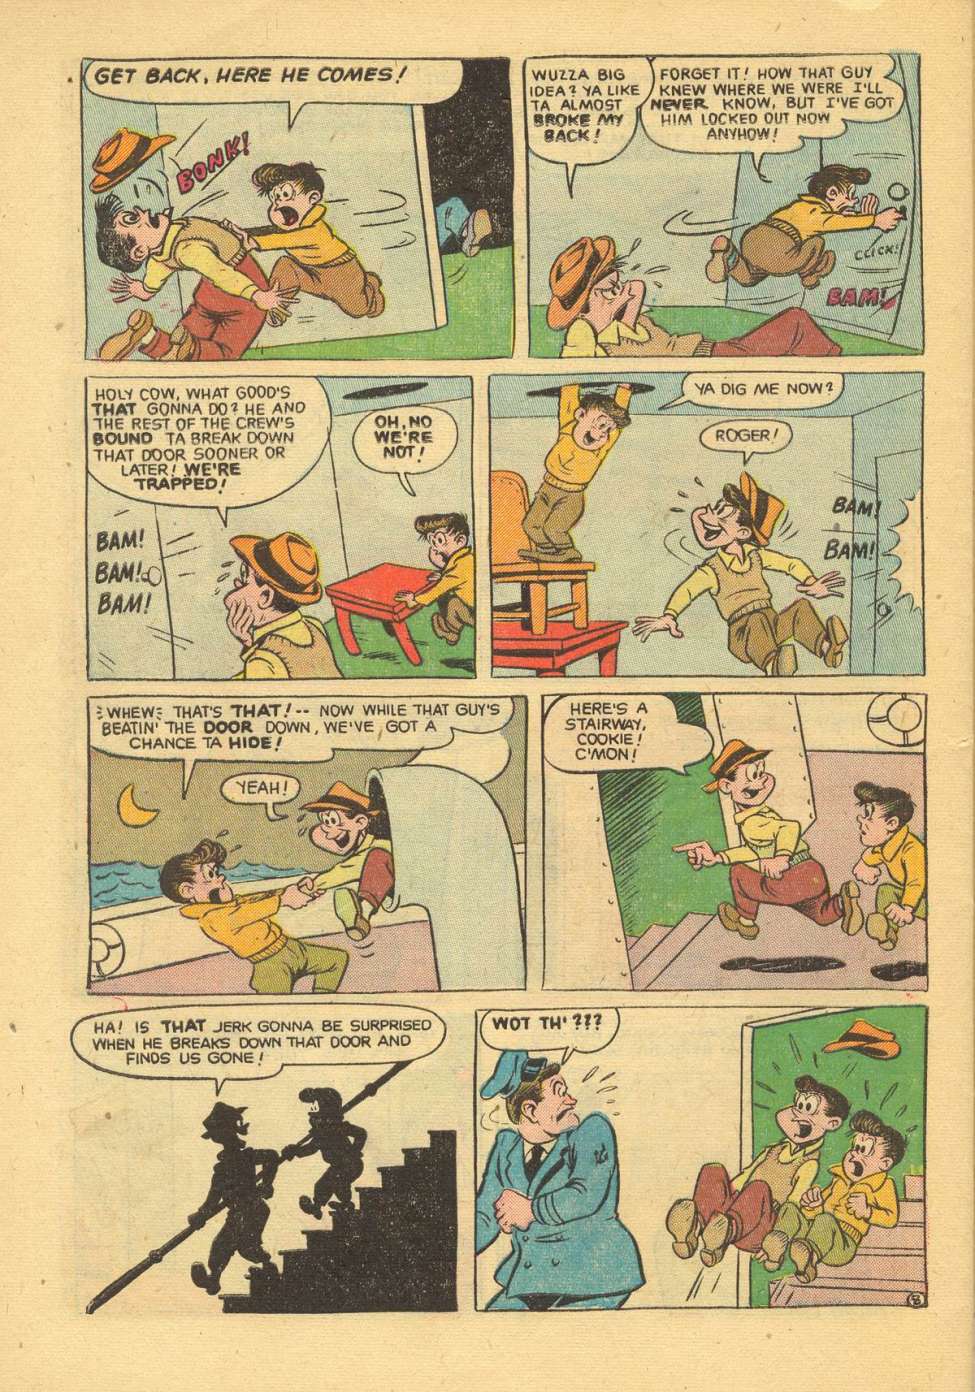 GET BACK, HERE HE COMES!
BONK!
WUZZA BIG
IDEA? YA LIKE
TA ALMOST
BROKE MY
BACK!
FORGET IT! HOW THAT GUY
KNEW WHERE WE WERE I'LL
NEVER KNOW, BUT I'VE GOT
HIM LOCKED OUT NOW
ANYHOW!
CLICK!
BAM!
HOLY COW, WHAT GOOD'S
THAT GONNA DO? HE AND
THE REST OF THE CREW'S
BOUND TA BREAK DOWN
THAT DOOR SOONER OR
LATER! WE'RE
TRAPPED!
OH, NO
WE'RE
NOT!
BAM!
BAM!
BAM!
YA DIG ME NOW?
ROGER!
BAM!
BAM!
WHEW THAT'S THAT!-- NOW WHILE THAT GUY'S
BEATIN' THE DOOR DOWN, WE'VE GOT A
CHANCE TA HIDE!
YEAH!
HERE'S A
STAIRWAY,
COOKIE!
C'MON!
HA! IS THAT JERK GONNA BE SURPRISED
WHEN HE BREAKS DOWN THAT DOOR AND
FINDS US GONE!
WOT TH'???
8